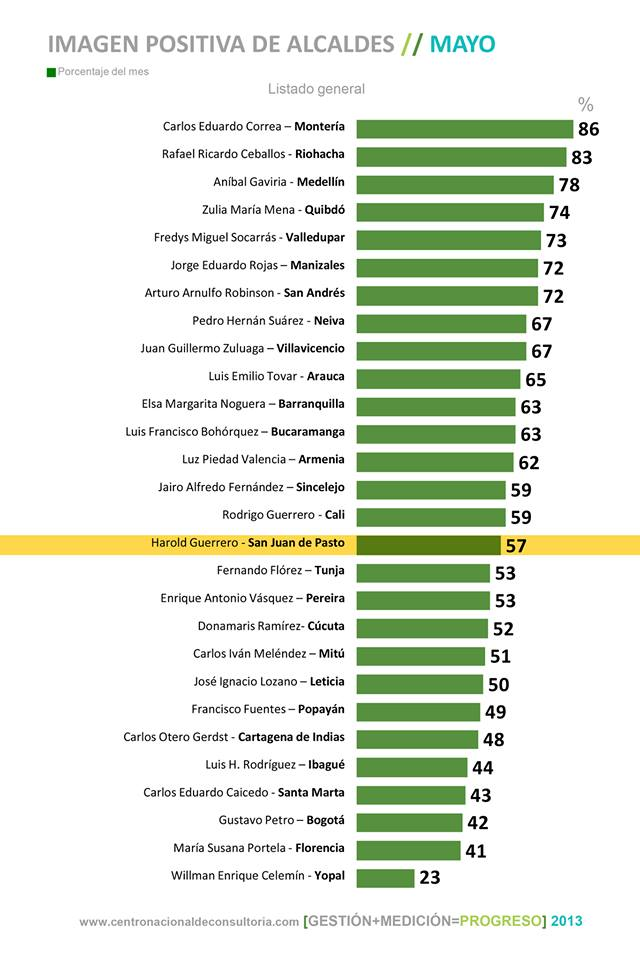 IMAGEN POSITIVA DE ALCALDES // MAYO
Porcentaje del mes
Listado general
%
Carlos Eduardo Correa – Montería 86
Rafael Ricardo Ceballos - Riohacha 83
Aníbal Gaviria - Medellín 78
Zulia María Mena - Quibdó 74
Fredys Miguel Socarrás - Valledupar 73
Jorge Eduardo Rojas – Manizales 72
Arturo Arnulfo Robinson - San Andrés 72
Pedro Hernán Suárez - Neiva 67
Juan Guillermo Zuluaga – Villavicencio 67
Luis Emilio Tovar - Arauca 65
Elsa Margarita Noguera – Barranquilla 63
Luis Francisco Bohórquez – Bucaramanga 63
Luz Piedad Valencia – Armenia 62
Jairo Alfredo Fernández – Sincelejo 59
Rodrigo Guerrero - Cali 59
Harold Guerrero - San Juan de Pasto 57
Fernando Flórez – Tunja 53
Enrique Antonio Vásquez – Pereira 53
Donamaris Ramírez- Cúcuta 52
Carlos Iván Meléndez – Mitú 51
José Ignacio Lozano – Leticia 50
Francisco Fuentes – Popayán 49
Carlos Otero Gerdst - Cartagena de Indias 48
Luis H. Rodríguez – Ibagué 44
Carlos Eduardo Caicedo - Santa Marta 43
Gustavo Petro – Bogotá 42
María Susana Portela - Florencia 41
Willman Enrique Celemín - Yopal 23
www.centronacionaldeconsultoria.com [GESTIÓN+MEDICIÓN=PROGRESO] 2013